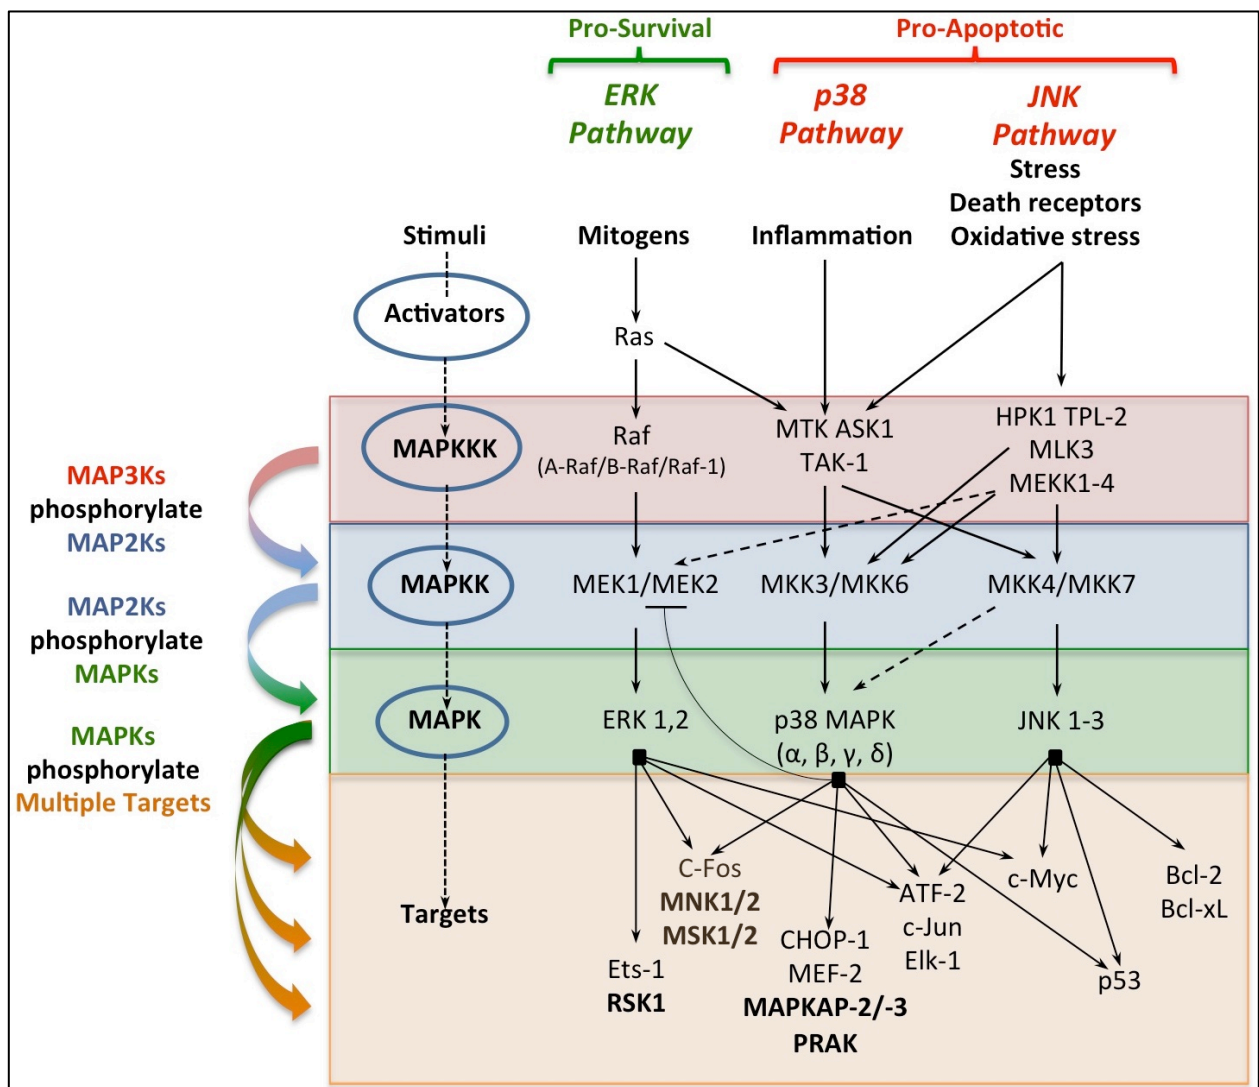 Pro-Survival
Pro-Apoptotic
ERK
Pathway
p38
Pathway
JNK
Pathway
Stress
Death receptors
Oxidative stress
Stimuli
Mitogens
Inflammation
Activators
Ras
MAPKKK
Raf
(A-Raf/B-Raf/Raf-1)
MTK ASK1
TAK-1
HPK1 TPL-2
MLK3
MEKK1-4
MAP3Ks
phosphorylate
MAP2Ks
MAPKK
MEK1/MEK2
MKK3/MKK6
MKK4/MKK7
MAP2Ks
phosphorylate
MAPKs
MAPK
ERK 1,2
p38 MAPK
(α, β, γ, δ)
JNK 1-3
MAPKs
phosphorylate
Multiple Targets
Targets
C-Fos
MNK1/2
MSK1/2
Ets-1
RSK1
CHOP-1
MEF-2
MAPKAP-2/-3
PRAK
ATF-2
c-Jun
Elk-1
c-Myc
p53
Bcl-2
Bcl-xL